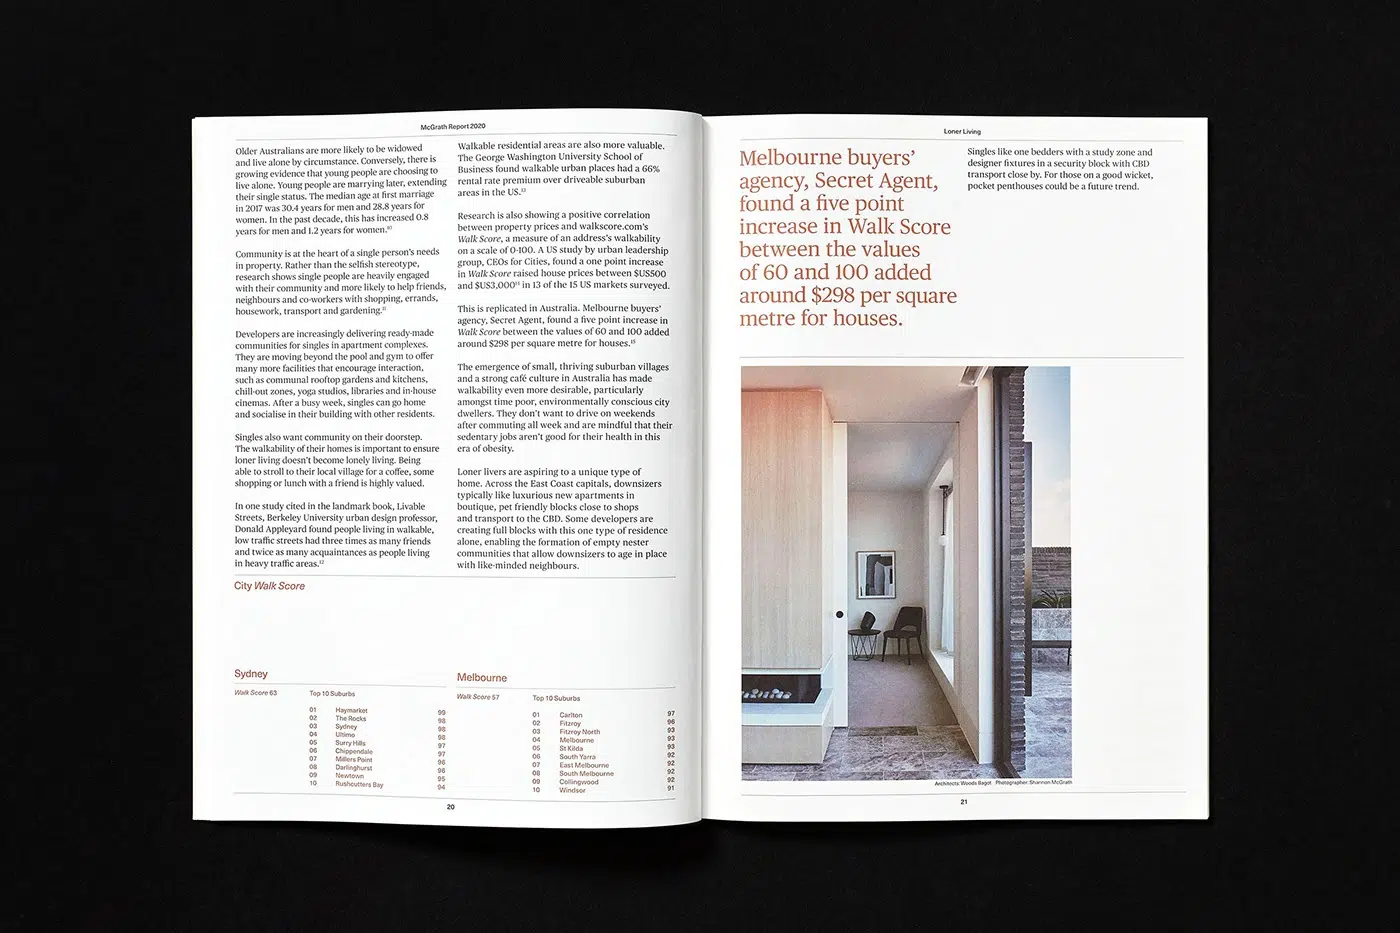 McGrath Report 2020
Older Australians are more likely to be widowed
and live alone by circumstance. Conversely, there is
growing evidence that young people are choosing to
live alone. Young people are marrying later, extending
their single status. The median age at first marriage
in 2017 was 30.4 years for men and 28.8 years for
women. In the past decade, this has increased 0.8
years for men and 1.2 years for women.¹⁰
Community is at the heart of a single person's needs
in property. Rather than the selfish stereotype,
research shows single people are heavily engaged
with their community and more likely to help friends,
neighbours and co-workers with shopping, errands,
housework, transport and gardening.¹¹
Developers are increasingly delivering ready-made
communities for singles in apartment complexes.
They are moving beyond the pool and gym to offer
many more facilities that encourage interaction,
such as communal rooftop gardens and kitchens,
chill-out zones, yoga studios, libraries and in-house
cinemas. After a busy week, singles can go home
and socialise in their building with other residents.
Singles also want community on their doorstep.
The walkability of their homes is important to ensure
loner living doesn't become lonely living. Being
able to stroll to their local village for a coffee, some
shopping or lunch with a friend is highly valued.
In one study cited in the landmark book, Livable
Streets, Berkeley University urban design professor,
Donald Appleyard found people living in walkable,
low traffic streets had three times as many friends
and twice as many acquaintances as people living
in heavy traffic areas.¹²
Walkable residential areas are also more valuable.
The George Washington University School of
Business found walkable urban places had a 66%
rental rate premium over driveable suburban
areas in the US.¹³
Research is also showing a positive correlation
between property prices and walkscore.com's
Walk Score, a measure of an address's walkability
on a scale of 0-100. A US study by urban leadership
group, CEOs for Cities, found a one point increase
in Walk Score raised house prices between $US500
and $US3,000¹⁴ in 13 of the 15 US markets surveyed.
This is replicated in Australia. Melbourne buyers'
agency, Secret Agent, found a five point increase in
Walk Score between the values of 60 and 100 added
around $298 per square metre for houses.¹⁵
The emergence of small, thriving suburban villages
and a strong café culture in Australia has made
walkability even more desirable, particularly
amongst time poor, environmentally conscious city
dwellers. They don't want to drive on weekends
after commuting all week and are mindful that their
sedentary jobs aren't good for their health in this
era of obesity.
Loner livers are aspiring to a unique type of
home. Across the East Coast capitals, downsizers
typically like luxurious new apartments in
boutique, pet friendly blocks close to shops
and transport to the CBD. Some developers are
creating full blocks with this one type of residence
alone, enabling the formation of empty nester
communities that allow downsizers to age in place
with like-minded neighbours.
City Walk Score
Sydney
Walk Score 63 Top 10 Suburbs
01 Haymarket 99
02 The Rocks 98
03 Sydney 98
04 Ultimo 98
05 Surry Hills 97
06 Chippendale 97
07 Millers Point 96
08 Darlinghurst 96
09 Newtown 95
10 Rushcutters Bay 94
Melbourne
Walk Score 57 Top 10 Suburbs
01 Carlton 97
02 Fitzroy 96
03 Fitzroy North 93
04 Melbourne 93
05 St Kilda 93
06 South Yarra 92
07 East Melbourne 92
08 South Melbourne 92
09 Collingwood 92
10 Windsor 91
20
Loner Living
Melbourne buyers'
agency, Secret Agent,
found a five point
increase in Walk Score
between the values
of 60 and 100 added
around $298 per square
metre for houses.
Singles like one bedders with a study zone and
designer fixtures in a security block with CBD
transport close by. For those on a good wicket,
pocket penthouses could be a future trend.
Architects: Woods Bagot Photographer: Shannon McGrath
21